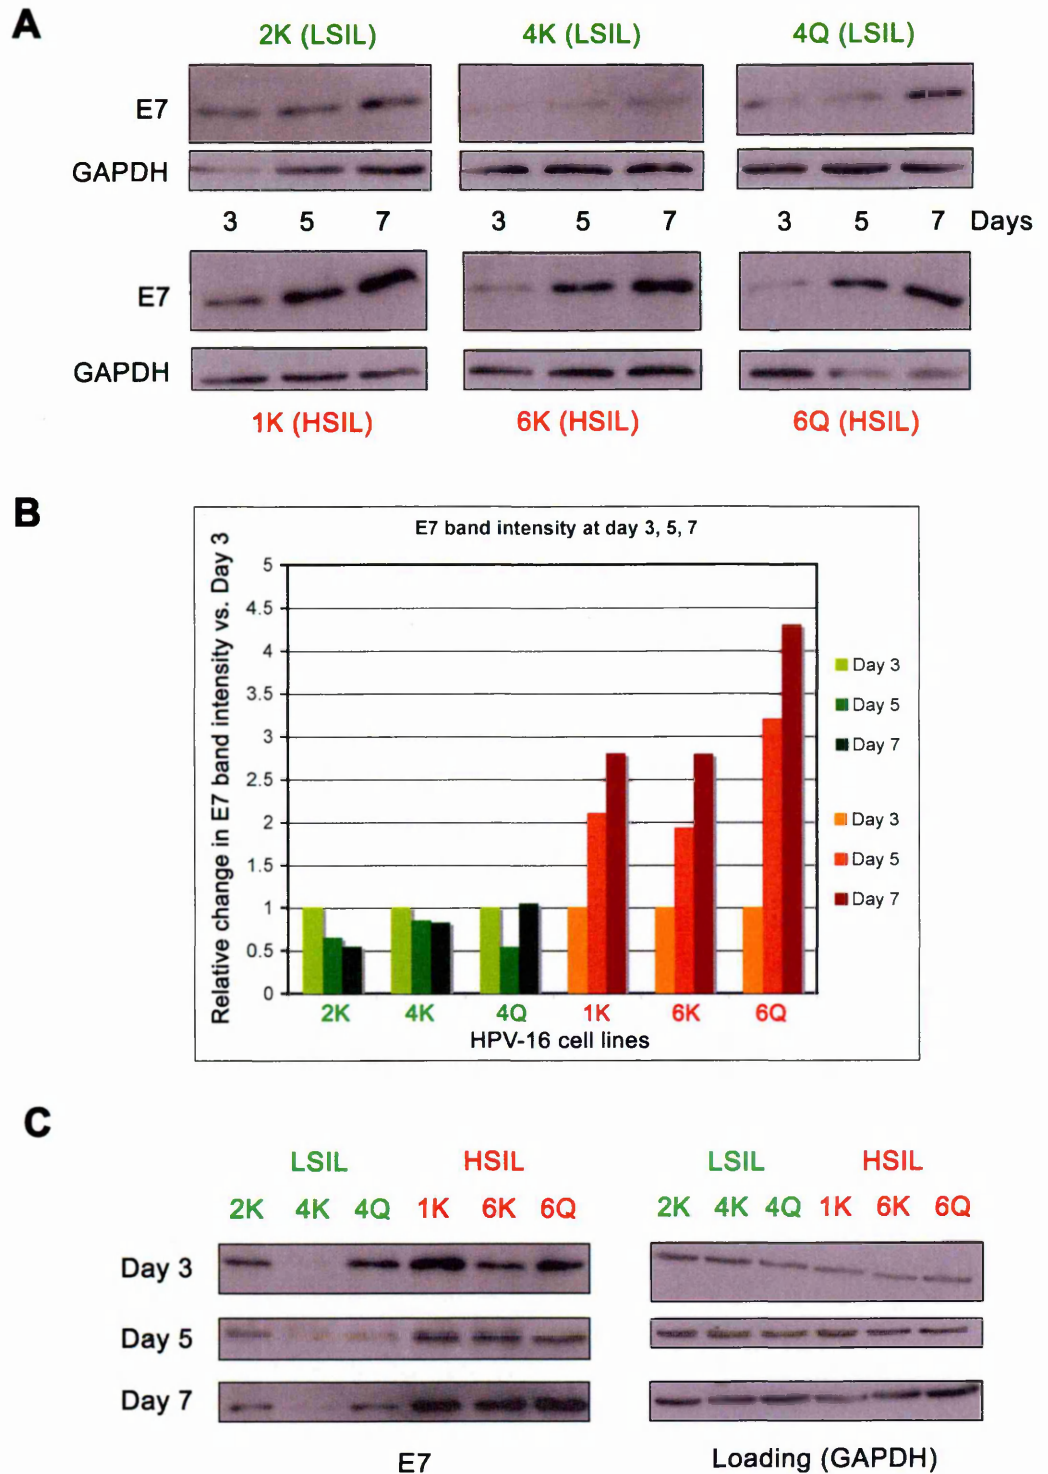 A
2K (LSIL) 4K (LSIL) 4Q (LSIL)
E7
GAPDH
3 5 7 3 5 7 3 5 7 Days
E7
GAPDH
1K (HSIL) 6K (HSIL) 6Q (HSIL)
B
E7 band intensity at day 3, 5, 7
Relative change in E7 band intensity vs. Day 3
5
4.5
4
3.5
3
2.5
2
1.5
1
0.5
0
2K 4K 4Q 1K 6K 6Q
HPV-16 cell lines
Day 3
Day 5
Day 7
Day 3
Day 5
Day 7
C
LSIL HSIL LSIL HSIL
2K 4K 4Q 1K 6K 6Q 2K 4K 4Q 1K 6K 6Q
Day 3
Day 5
Day 7
E7 Loading (GAPDH)